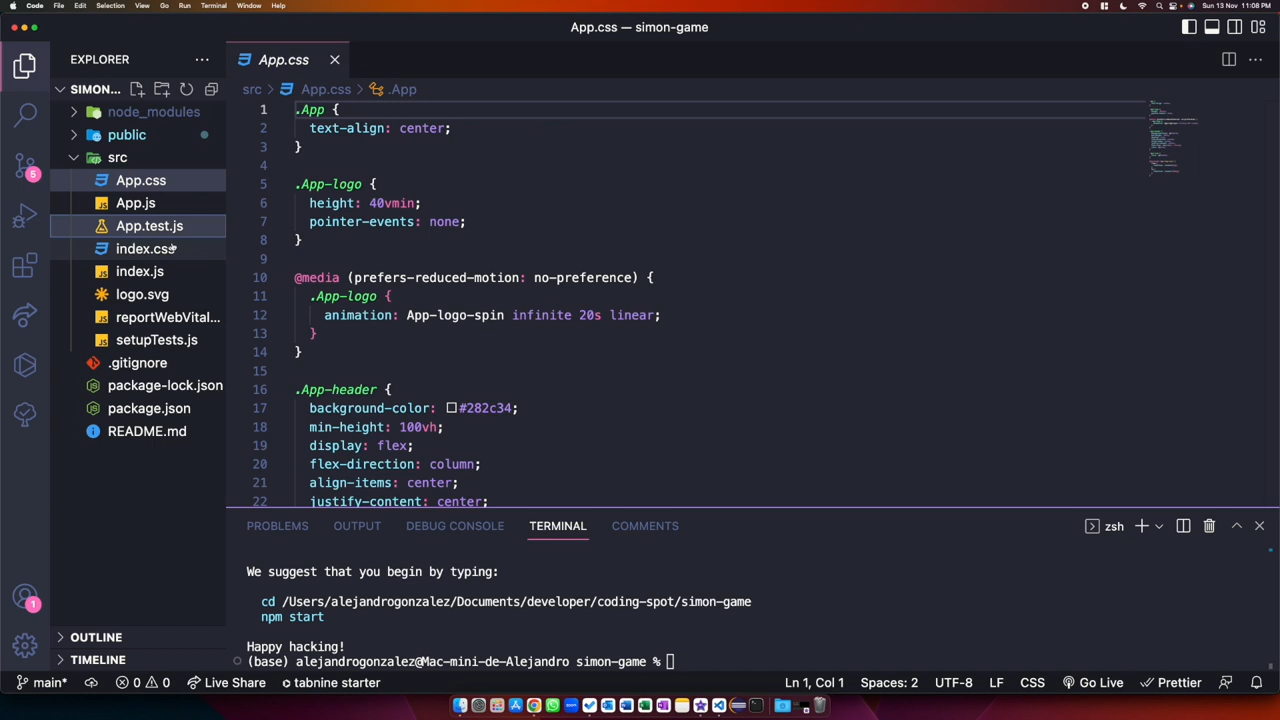 Code File Edit Selection View Go Run Terminal Window Help
Sun 13 Nov 11:08 PM
App.css — simon-game
EXPLORER
SIMON...
node_modules
public
src
App.css
App.js
App.test.js
index.css
index.js
logo.svg
reportWebVital...
setupTests.js
.gitignore
package-lock.json
package.json
README.md
OUTLINE
TIMELINE
5
1
App.css
src > App.css > .App
1 .App {
2 text-align: center;
3 }
4
5 .App-logo {
6 height: 40vmin;
7 pointer-events: none;
8 }
9
10 @media (prefers-reduced-motion: no-preference) {
11 .App-logo {
12 animation: App-logo-spin infinite 20s linear;
13 }
14 }
15
16 .App-header {
17 background-color: #282c34;
18 min-height: 100vh;
19 display: flex;
20 flex-direction: column;
21 align-items: center;
22 justify-content: center;
PROBLEMS OUTPUT DEBUG CONSOLE TERMINAL COMMENTS
zsh
We suggest that you begin by typing:
cd /Users/alejandrogonzalez/Documents/developer/coding-spot/simon-game
npm start
Happy hacking!
(base) alejandrogonzalez@Mac-mini-de-Alejandro simon-game %
main* 0 0 Live Share tabnine starter
Ln 1, Col 1 Spaces: 2 UTF-8 LF CSS Go Live Prettier